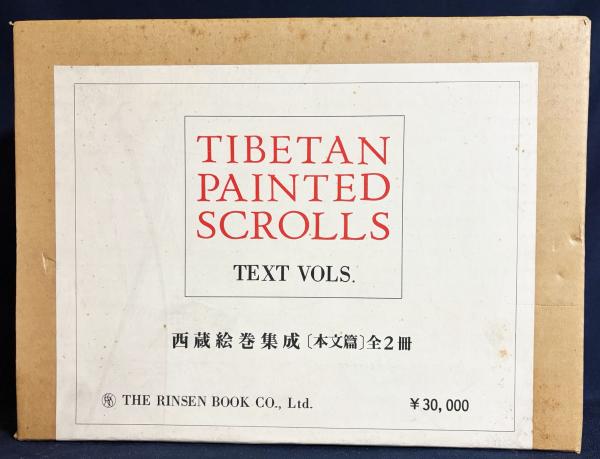 TIBETAN
PAINTED
SCROLLS
TEXT VOLS.
西蔵絵巻集成〔本文篇〕全2冊
THE RINSEN BOOK CO., Ltd.
¥30,000